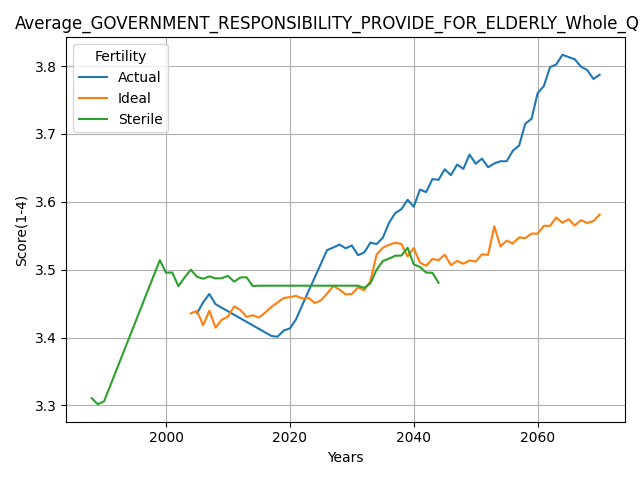 Average_GOVERNMENT_RESPONSIBILITY_PROVIDE_FOR_ELDERLY_Whole_Q
Fertility
Actual
Ideal
Sterile
Score(1-4)
3.8
3.7
3.6
3.5
3.4
3.3
2000 2020 2040 2060
Years